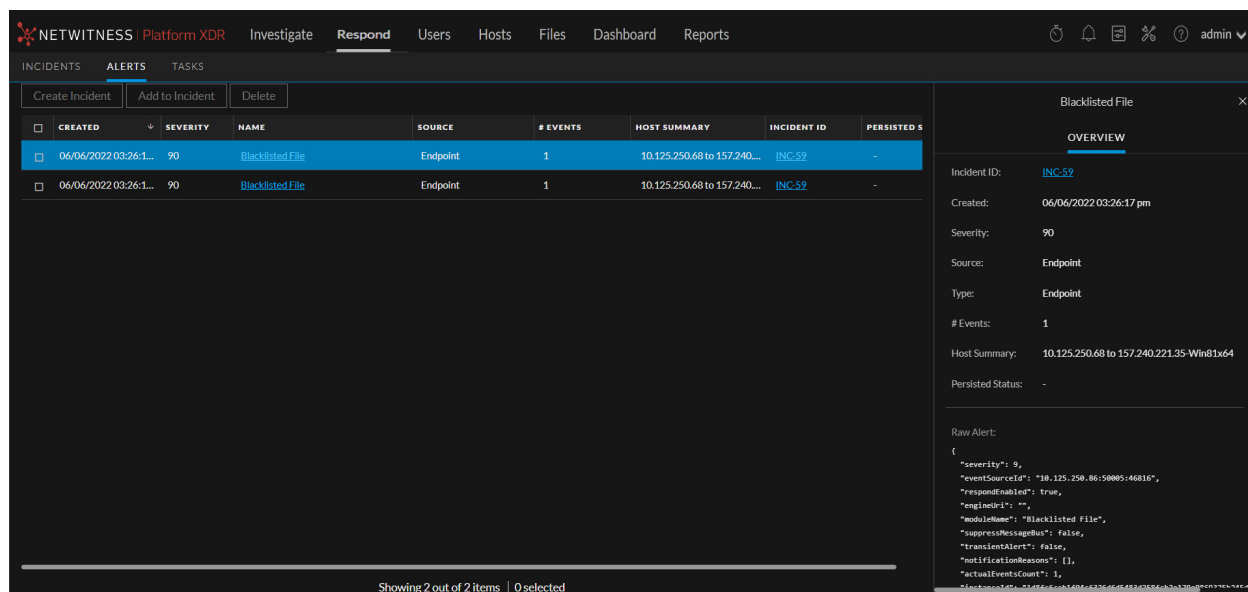 NETWITNESS Platform XDR Investigate Respond Users Hosts Files Dashboard Reports admin
INCIDENTS ALERTS TASKS
Create Incident Add to Incident Delete
CREATED SEVERITY NAME SOURCE # EVENTS HOST SUMMARY INCIDENT ID PERSISTED S
06/06/2022 03:26:1... 90 Blacklisted File Endpoint 1 10.125.250.68 to 157.240.... INC-59 -
06/06/2022 03:26:1... 90 Blacklisted File Endpoint 1 10.125.250.68 to 157.240.... INC-59 -
Showing 2 out of 2 items | 0 selected
Blacklisted File
OVERVIEW
Incident ID: INC-59
Created: 06/06/2022 03:26:17 pm
Severity: 90
Source: Endpoint
Type: Endpoint
# Events: 1
Host Summary: 10.125.250.68 to 157.240.221.35-Win81x64
Persisted Status: -
Raw Alert:
{
"severity": 9,
"eventSourceId": "10.125.250.86:50005:46816",
"respondEnabled": true,
"engineUri": "",
"moduleName": "Blacklisted File",
"suppressMessageBus": false,
"transientAlert": false,
"notificationReasons": [],
"actualEventsCount": 1,